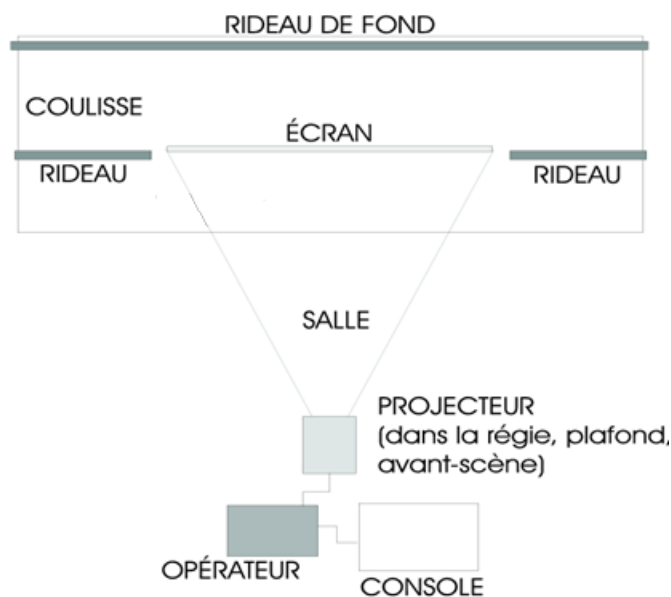 RIDEAU DE FOND
COULISSE
ÉCRAN
RIDEAU
RIDEAU
SALLE
PROJECTEUR
(dans la régie, plafond,
avant-scène)
OPÉRATEUR
CONSOLE